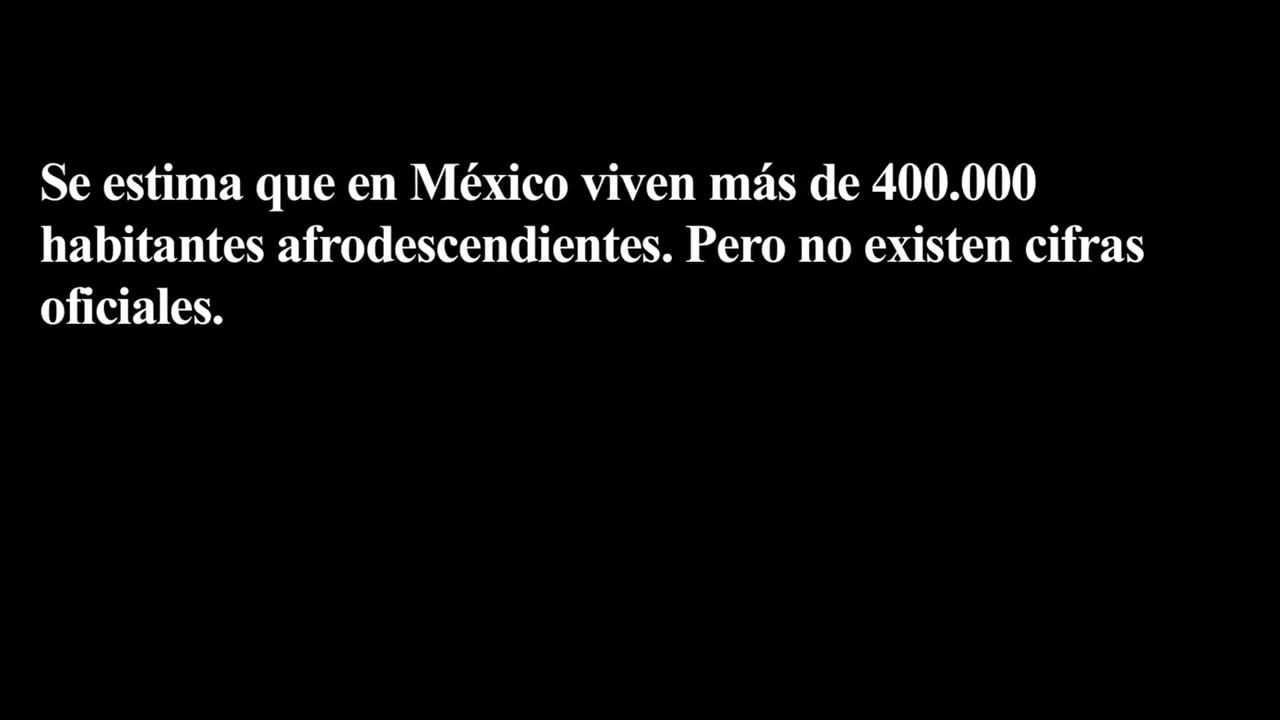 Se estima que en México viven más de 400.000
habitantes afrodescendientes. Pero no existen cifras
oficiales.